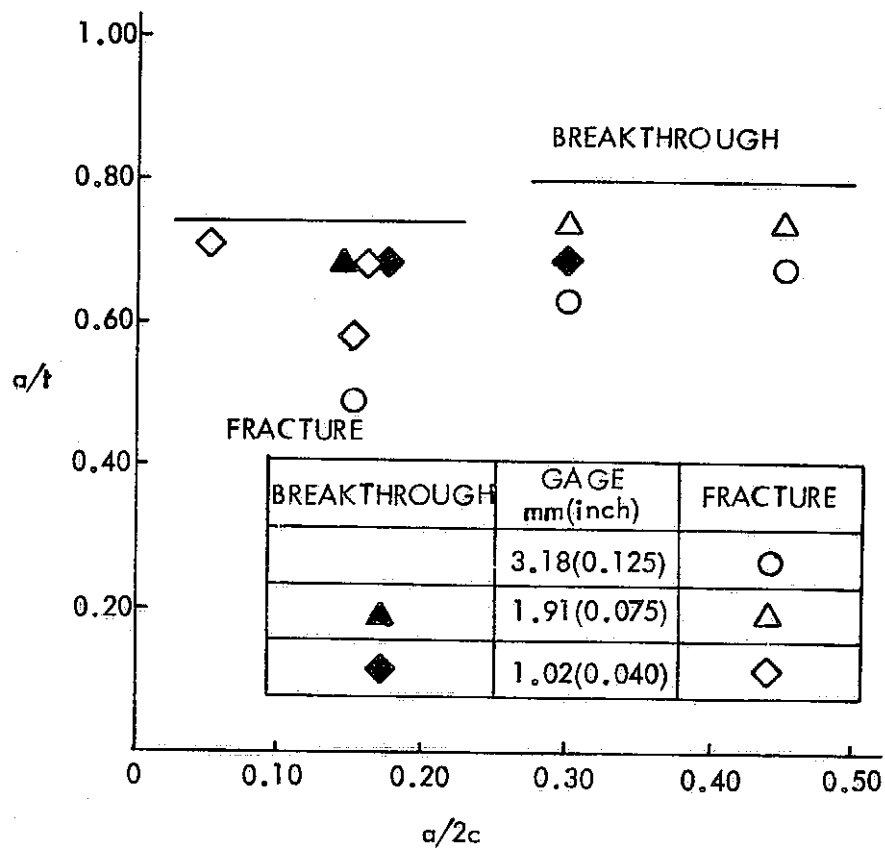 1.00
BREAKTHROUGH
0.80
0.60
a/t
FRACTURE
0.40
BREAKTHROUGH GAGE mm(inch) FRACTURE
3.18(0.125)
0.20
1.91(0.075)
1.02(0.040)
0 0.10 0.20 0.30 0.40 0.50
a/2c